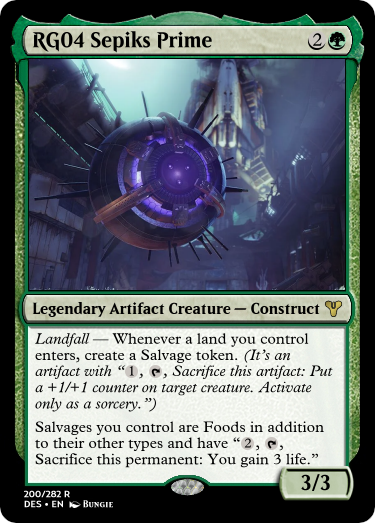 RG04 Sepiks Prime 2
Legendary Artifact Creature — Construct
Landfall — Whenever a land you control
enters, create a Salvage token. (It's an
artifact with “1, , Sacrifice this artifact: Put
a +1/+1 counter on target creature. Activate
only as a sorcery.”)
Salvages you control are Foods in addition
to their other types and have “2, ,
Sacrifice this permanent: You gain 3 life.”
3/3
200/282 R
DES • EN Bungie